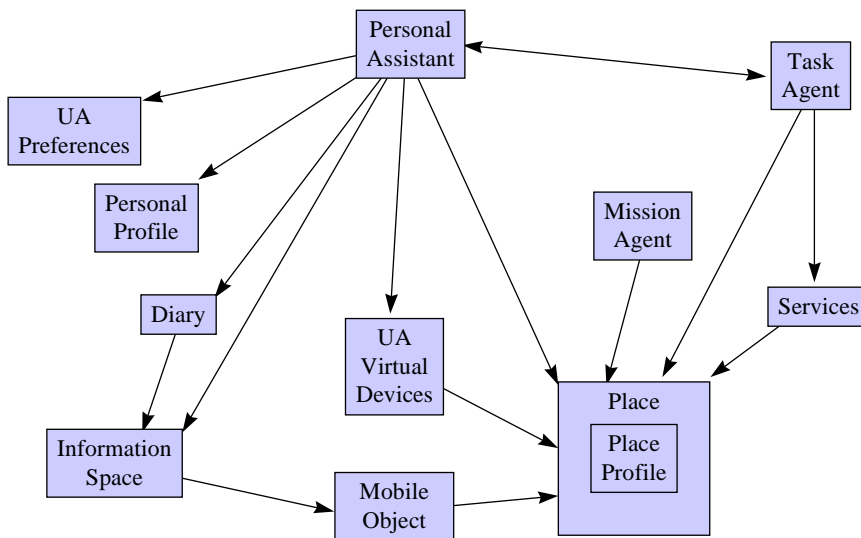 Personal
Assistant
Task
Agent
UA
Preferences
Personal
Profile
Mission
Agent
Diary
UA
Virtual
Devices
Services
Place
Place
Profile
Information
Space
Mobile
Object